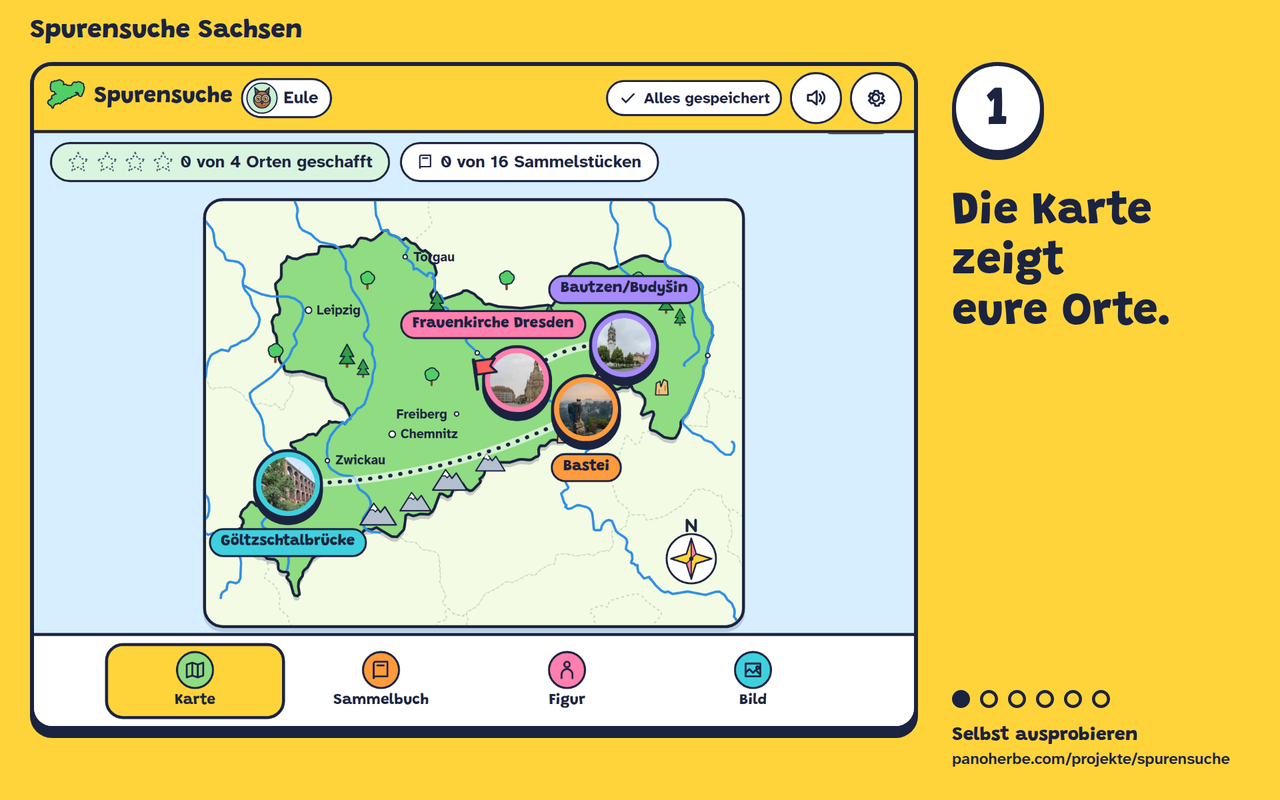 Spurensuche Sachsen
Spurensuche
Eule
Alles gespeichert
0 von 4 Orten geschafft
0 von 16 Sammelstücken
Torgau
Bautzen/Budyšin
Leipzig
Frauenkirche Dresden
Freiberg
Chemnitz
Zwickau
Bastei
Göltzschtalbrücke
N
Karte
Sammelbuch
Figur
Bild
1
Die Karte
zeigt
eure Orte.
Selbst ausprobieren
panoherbe.com/projekte/spurensuche